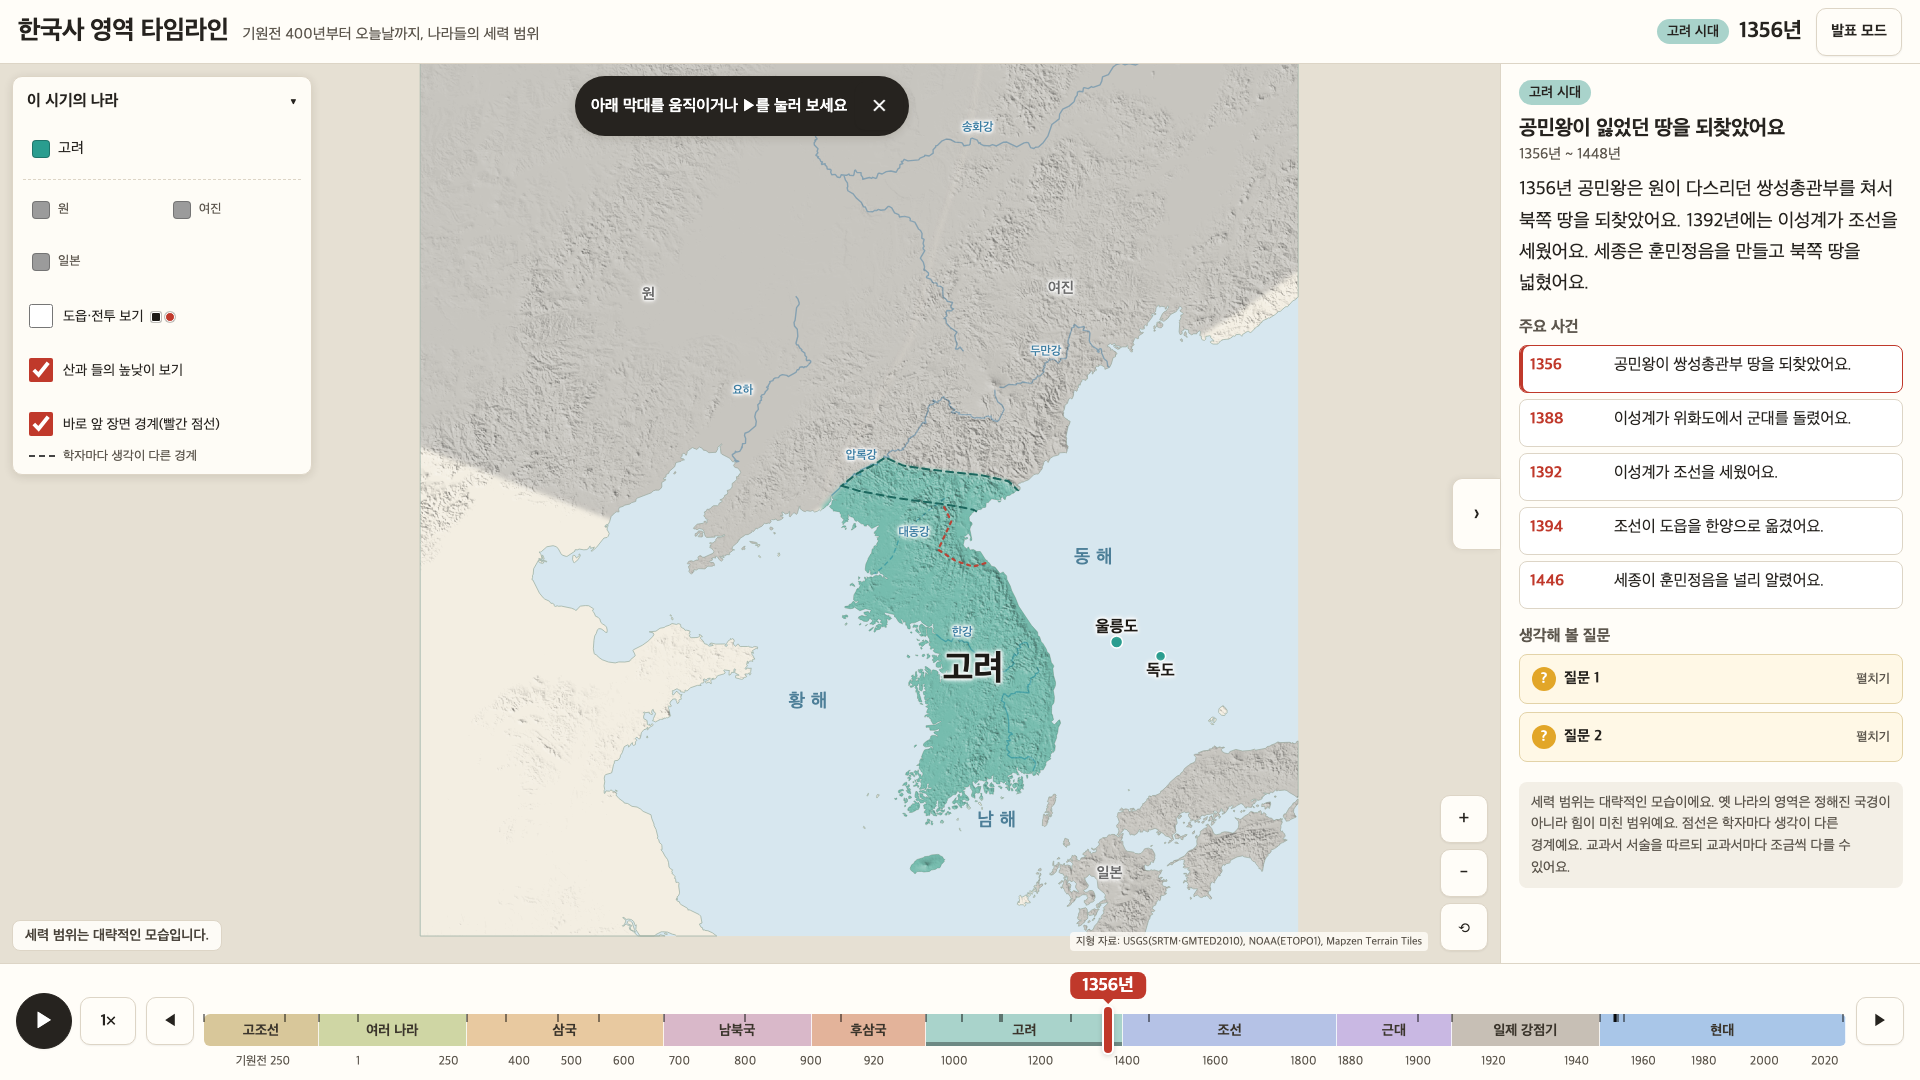 한국사 영역 타임라인
기원전 400년부터 오늘날까지, 나라들의 세력 범위
고려 시대
1356년
발표 모드
이 시기의 나라
▼
고려
원
여진
일본
도읍·전투 보기
산과 들의 높낮이 보기
바로 앞 장면 경계(빨간 점선)
학자마다 생각이 다른 경계
아래 막대를 움직이거나 ▶를 눌러 보세요 ✕
송화강
원
여진
두만강
요하
압록강
대동강
동해
한강
울릉도
고려
독도
황해
남해
일본
세력 범위는 대략적인 모습입니다.
지형 자료: USGS(SRTM·GMTED2010), NOAA(ETOPO1), Mapzen Terrain Tiles
›
+
−
⟲
고려 시대
공민왕이 잃었던 땅을 되찾았어요
1356년 ~ 1448년
1356년 공민왕은 원이 다스리던 쌍성총관부를 쳐서
북쪽 땅을 되찾았어요. 1392년에는 이성계가 조선을
세웠어요. 세종은 훈민정음을 만들고 북쪽 땅을
넓혔어요.
주요 사건
1356 공민왕이 쌍성총관부 땅을 되찾았어요.
1388 이성계가 위화도에서 군대를 돌렸어요.
1392 이성계가 조선을 세웠어요.
1394 조선이 도읍을 한양으로 옮겼어요.
1446 세종이 훈민정음을 널리 알렸어요.
생각해 볼 질문
? 질문 1 펼치기
? 질문 2 펼치기
세력 범위는 대략적인 모습이에요. 옛 나라의 영역은 정해진 국경이
아니라 힘이 미친 범위예요. 점선은 학자마다 생각이 다른
경계예요. 교과서 서술을 따르되 교과서마다 조금씩 다를 수
있어요.
1356년
▶ 1× ◀
고조선 여러 나라 삼국 남북국 후삼국 고려 조선 근대 일제 강점기 현대
▶
기원전 250 1 250 400 500 600 700 800 900 920 1000 1200 1400 1600 1800 1880 1900 1920 1940 1960 1980 2000 2020